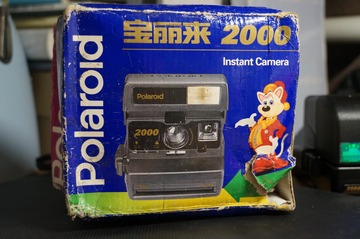 宝丽来 2000
Instant Camera
Polaroid
Polaroid
2000